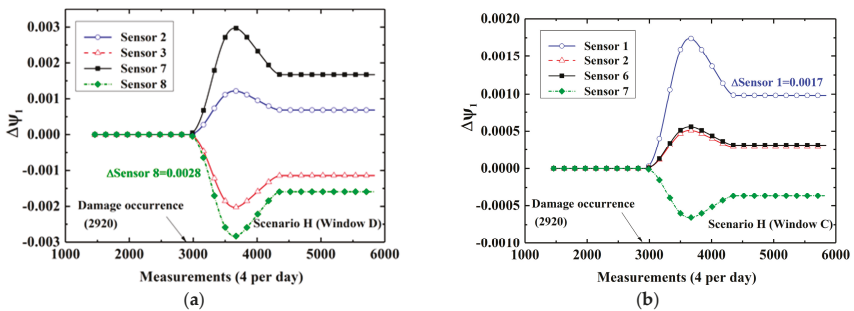 0.003
0.002
0.001
0.000
-0.001
-0.002
-0.003
Δψ₁
Sensor 2
Sensor 3
Sensor 7
Sensor 8
ΔSensor 8=0.0028
Damage occurrence
(2920)
Scenario H (Window D)
1000 2000 3000 4000 5000 6000
Measurements (4 per day)
(a)
0.0020
0.0015
0.0010
0.0005
0.0000
-0.0005
-0.0010
Δψ₁
Sensor 1
Sensor 2
Sensor 6
Sensor 7
ΔSensor 1=0.0017
Damage occurrence
(2920)
Scenario H (Window C)
1000 2000 3000 4000 5000 6000
Measurements (4 per day)
(b)